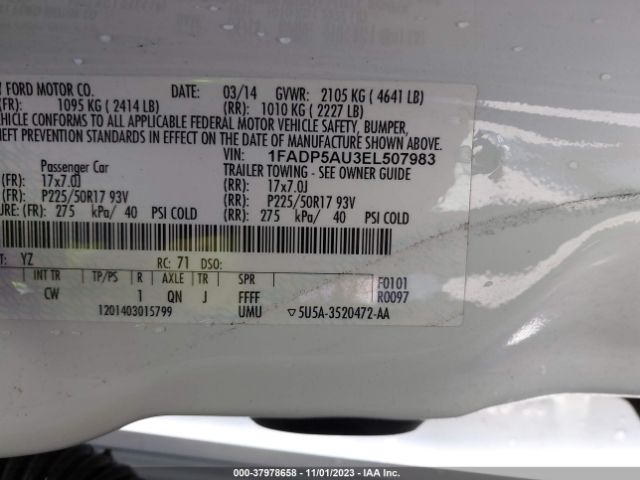 FORD MOTOR CO. DATE: 03/14 GVWR: 2105 KG ( 4641 LB)
(FR): 1095 KG ( 2414 LB) (RR): 1010 KG ( 2227 LB)
VEHICLE CONFORMS TO ALL APPLICABLE FEDERAL MOTOR VEHICLE SAFETY, BUMPER,
THEFT PREVENTION STANDARDS IN EFFECT ON THE DATE OF MANUFACTURE SHOWN ABOVE.
VIN: 1FADP5AU3EL507983
Passenger Car TRAILER TOWING - SEE OWNER GUIDE
(FR): 17x7.0J (RR): 17x7.0J
(FR): P225/50R17 93V (RR): P225/50R17 93V
URE: (FR): 275 kPa/ 40 PSI COLD (RR): 275 kPa/ 40 PSI COLD
T: YZ RC: 71 DSO:
INT TR TP/PS R AXLE TR SPR F0101
CW 1 QN J FFFF R0097
1201403015799 UMU ▽5U5A-3520472-AA
000-37978658 - 11/01/2023 - IAA Inc.